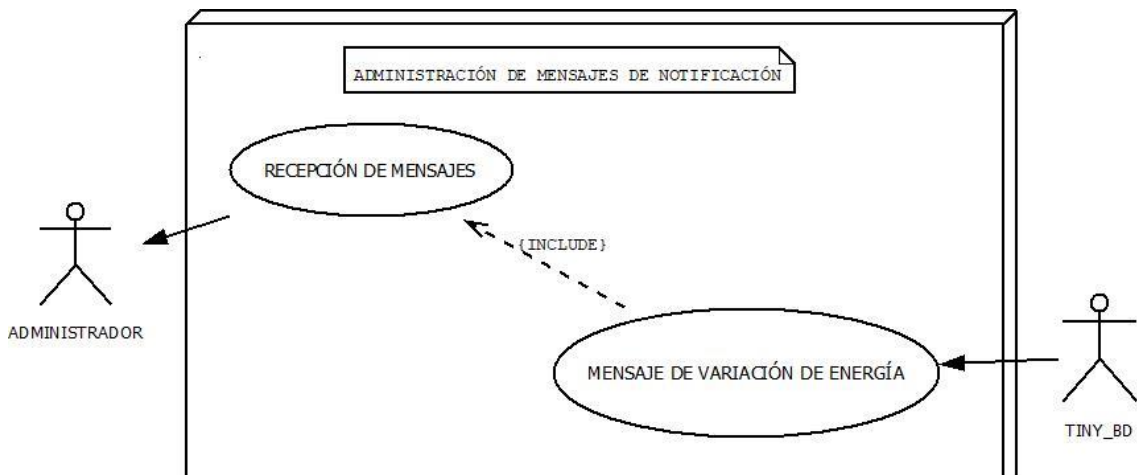 ADMINISTRACIÓN DE MENSAJES DE NOTIFICACIÓN
RECEPCIÓN DE MENSAJES
{INCLUDE}
ADMINISTRADOR
MENSAJE DE VARIACIÓN DE ENERGÍA
TINY_BD